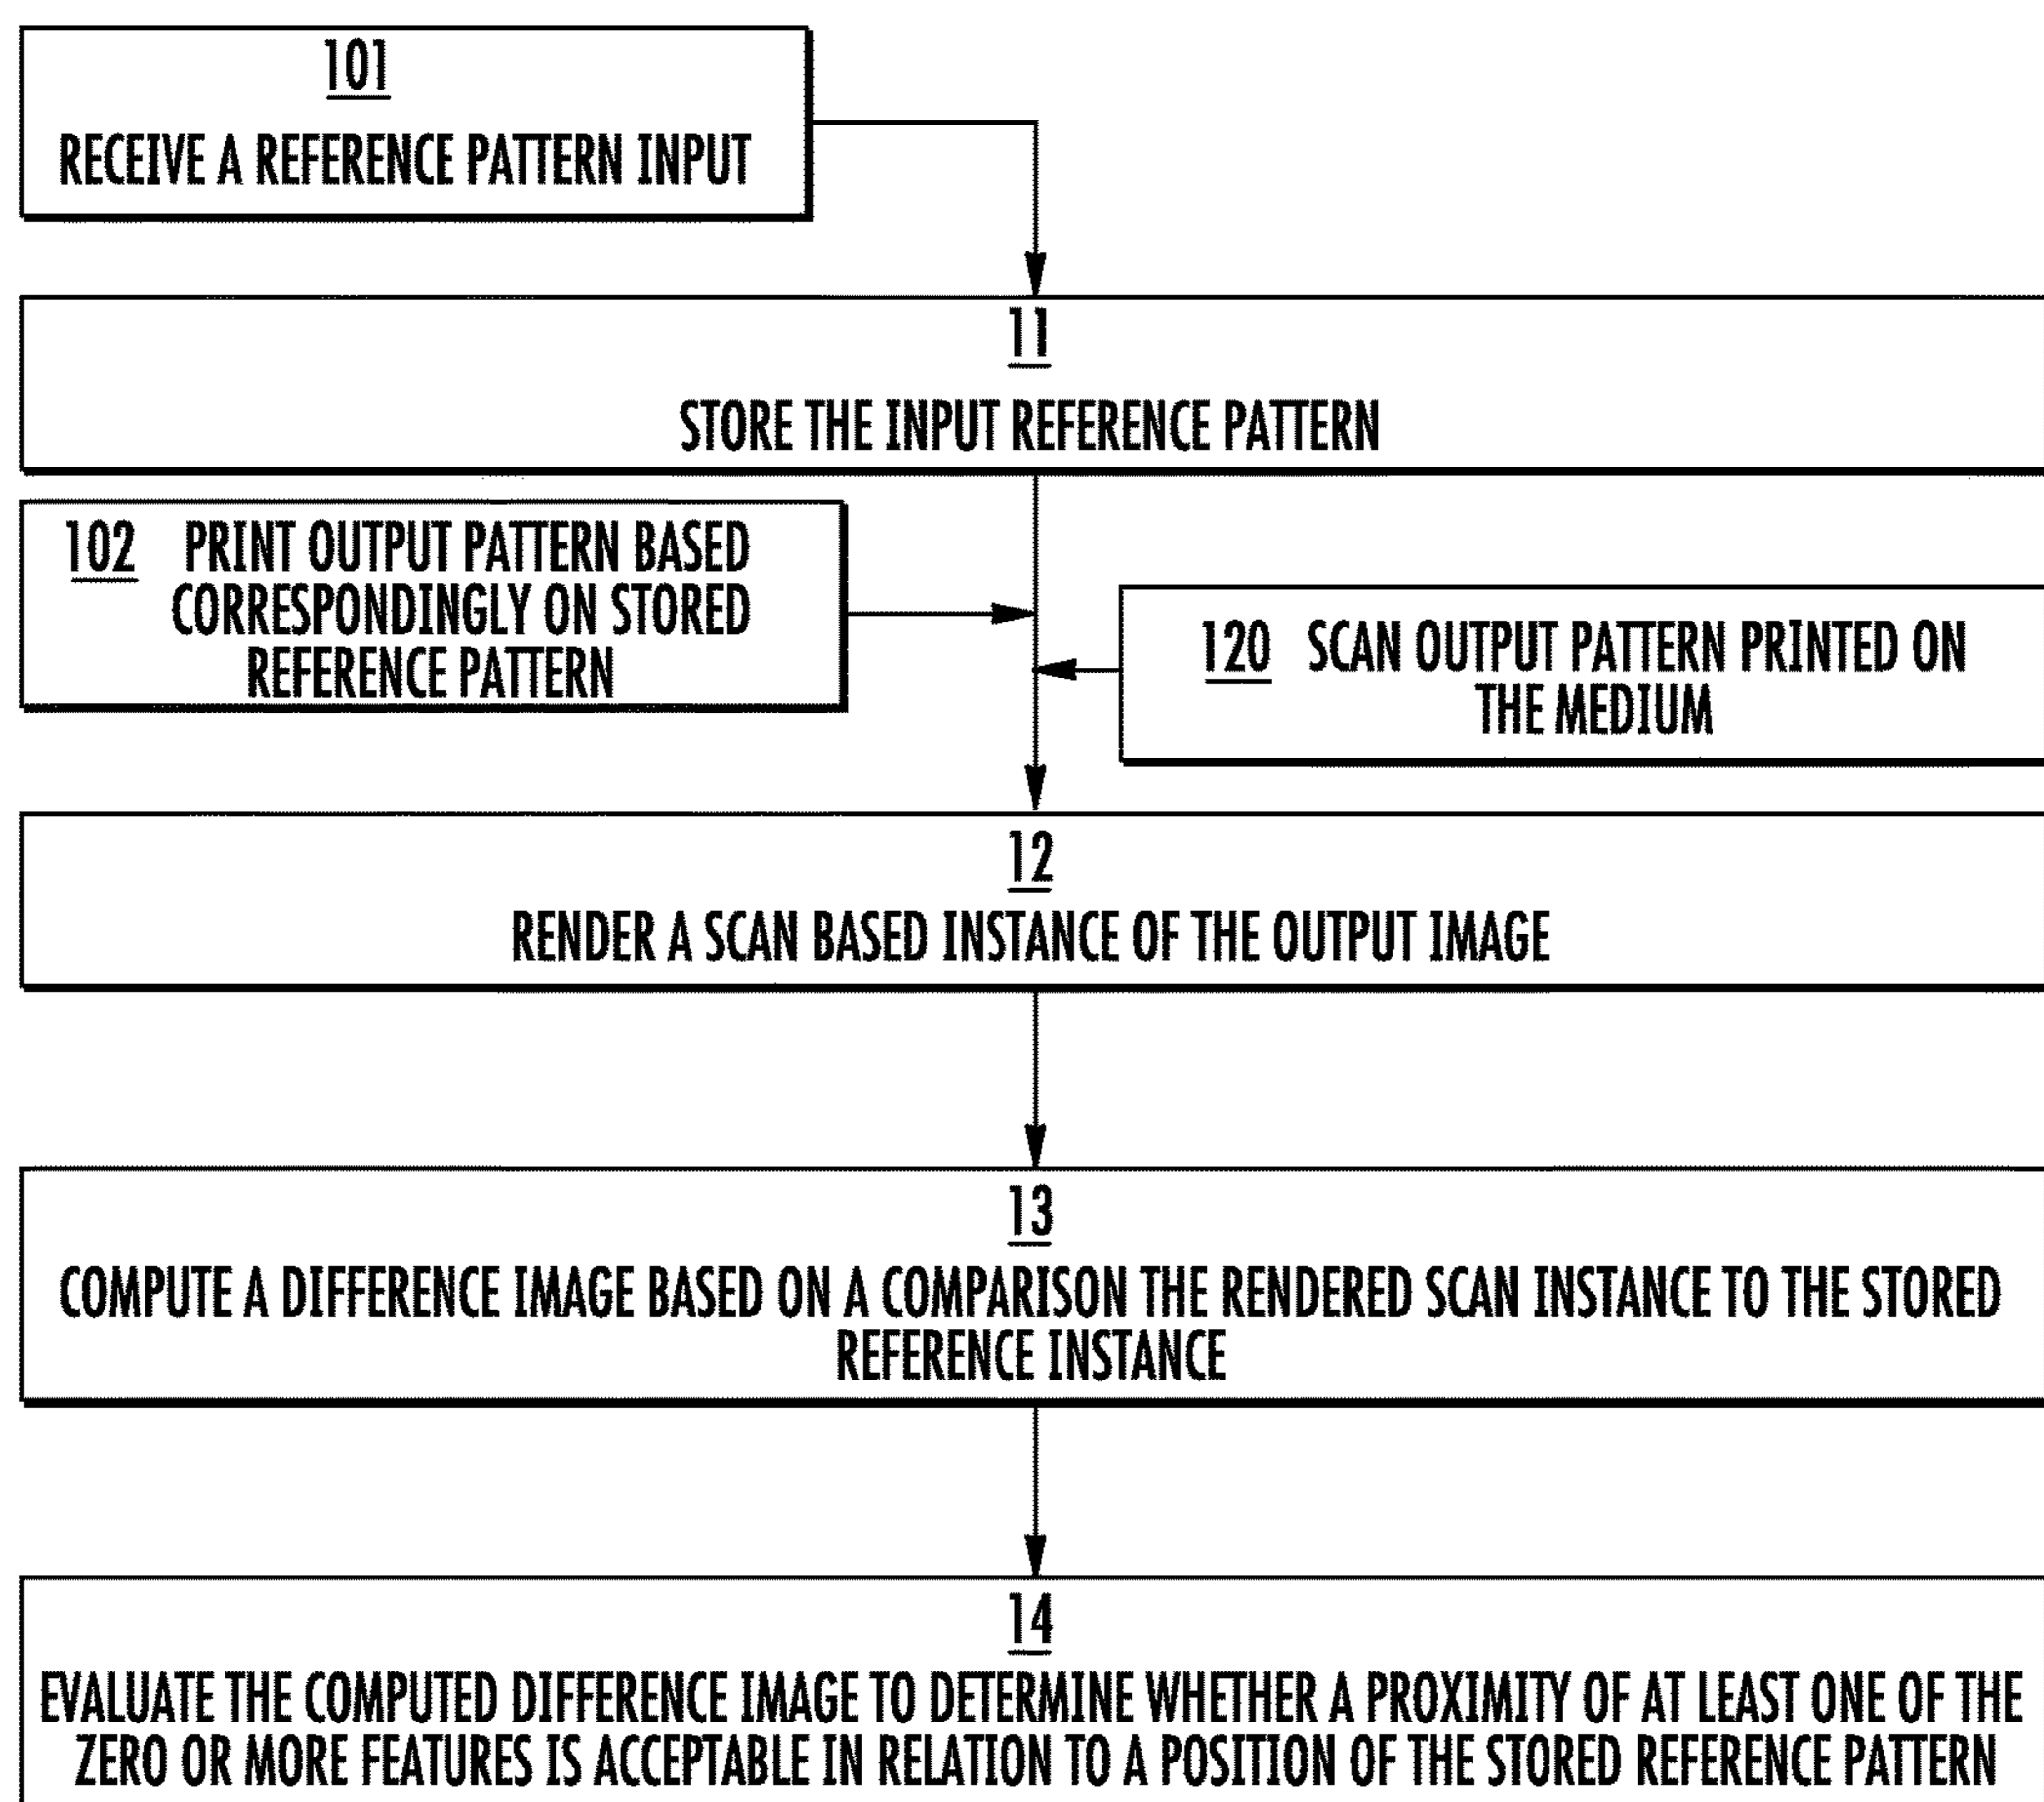 101
RECEIVE A REFERENCE PATTERN INPUT
11
STORE THE INPUT REFERENCE PATTERN
102 PRINT OUTPUT PATTERN BASED
CORRESPONDINGLY ON STORED
REFERENCE PATTERN
120 SCAN OUTPUT PATTERN PRINTED ON
THE MEDIUM
12
RENDER A SCAN BASED INSTANCE OF THE OUTPUT IMAGE
13
COMPUTE A DIFFERENCE IMAGE BASED ON A COMPARISON THE RENDERED SCAN INSTANCE TO THE STORED
REFERENCE INSTANCE
14
EVALUATE THE COMPUTED DIFFERENCE IMAGE TO DETERMINE WHETHER A PROXIMITY OF AT LEAST ONE OF THE
ZERO OR MORE FEATURES IS ACCEPTABLE IN RELATION TO A POSITION OF THE STORED REFERENCE PATTERN